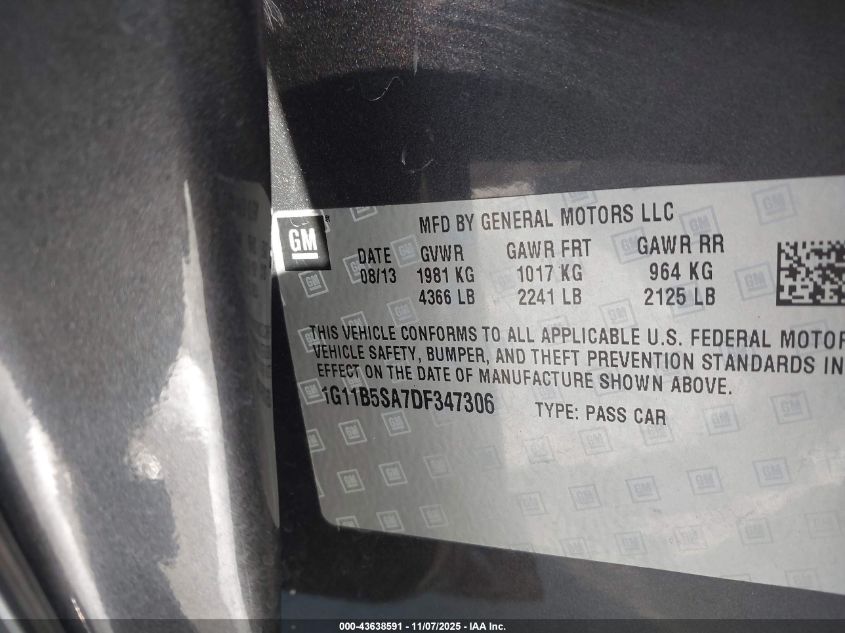 MFD BY GENERAL MOTORS LLC
GM
DATE GVWR GAWR FRT GAWR RR
08/13 1981 KG 1017 KG 964 KG
4366 LB 2241 LB 2125 LB
THIS VEHICLE CONFORMS TO ALL APPLICABLE U.S. FEDERAL MOTOR
VEHICLE SAFETY, BUMPER, AND THEFT PREVENTION STANDARDS IN
EFFECT ON THE DATE OF MANUFACTURE SHOWN ABOVE.
1G11B5SA7DF347306 TYPE: PASS CAR
000-43638591 - 11/07/2025 - IAA Inc.